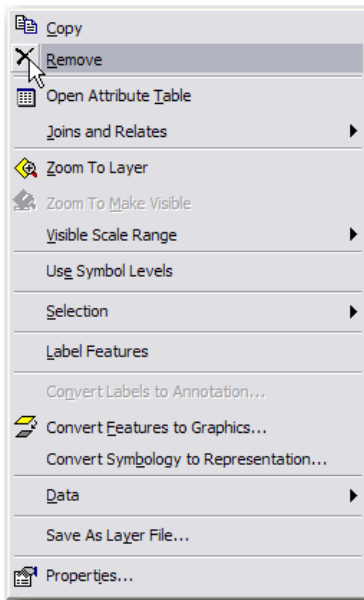 Copy
Remove
Open Attribute Table
Joins and Relates
Zoom To Layer
Zoom To Make Visible
Visible Scale Range
Use Symbol Levels
Selection
Label Features
Convert Labels to Annotation...
Convert Features to Graphics...
Convert Symbology to Representation...
Data
Save As Layer File...
Properties...